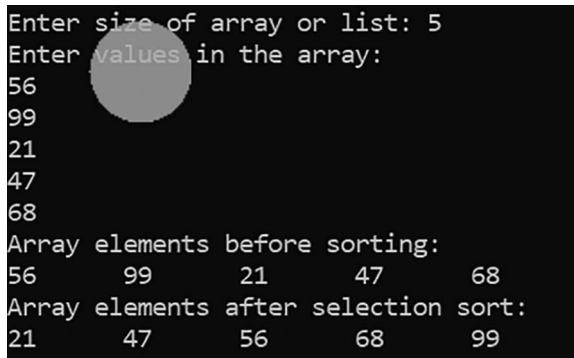 Enter size of array or list: 5
Enter values in the array:
56
99
21
47
68
Array elements before sorting:
56 99 21 47 68
Array elements after selection sort:
21 47 56 68 99